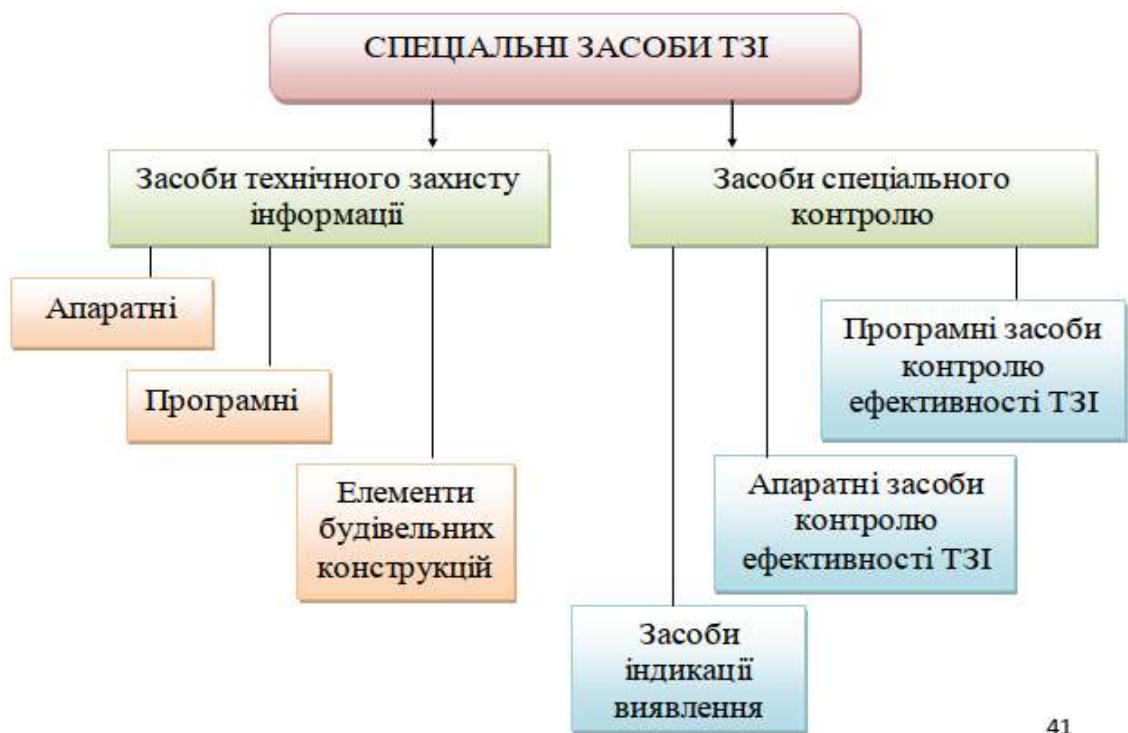 СПЕЦІАЛЬНІ ЗАСОБИ ТЗІ
Засоби технічного захисту
інформації
Засоби спеціального
контролю
Апаратні
Програмні
Елементи
будівельних
конструкцій
Програмні засоби
контролю
ефективності ТЗІ
Апаратні засоби
контролю
ефективності ТЗІ
Засоби
індикації
виявлення
41